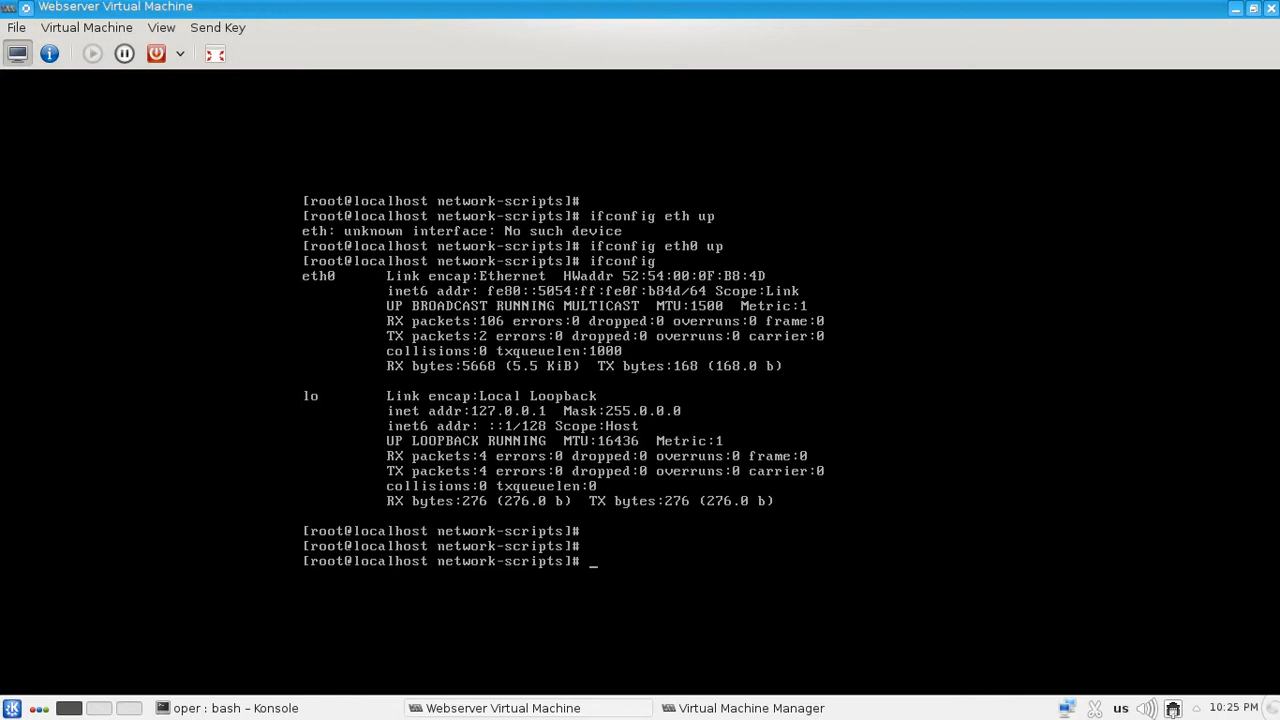 Webserver Virtual Machine
File Virtual Machine View Send Key
[root@localhost network-scripts]#
[root@localhost network-scripts]# ifconfig eth up
eth: unknown interface: No such device
[root@localhost network-scripts]# ifconfig eth0 up
[root@localhost network-scripts]# ifconfig
eth0 Link encap:Ethernet HWaddr 52:54:00:0F:B8:4D
inet6 addr: fe80::5054:ff:fe0f:b84d/64 Scope:Link
UP BROADCAST RUNNING MULTICAST MTU:1500 Metric:1
RX packets:106 errors:0 dropped:0 overruns:0 frame:0
TX packets:2 errors:0 dropped:0 overruns:0 carrier:0
collisions:0 txqueuelen:1000
RX bytes:5668 (5.5 KiB) TX bytes:168 (168.0 b)
lo Link encap:Local Loopback
inet addr:127.0.0.1 Mask:255.0.0.0
inet6 addr: ::1/128 Scope:Host
UP LOOPBACK RUNNING MTU:16436 Metric:1
RX packets:4 errors:0 dropped:0 overruns:0 frame:0
TX packets:4 errors:0 dropped:0 overruns:0 carrier:0
collisions:0 txqueuelen:0
RX bytes:276 (276.0 b) TX bytes:276 (276.0 b)
[root@localhost network-scripts]#
[root@localhost network-scripts]#
[root@localhost network-scripts]# _
oper : bash – Konsole Webserver Virtual Machine Virtual Machine Manager us 10:25 PM